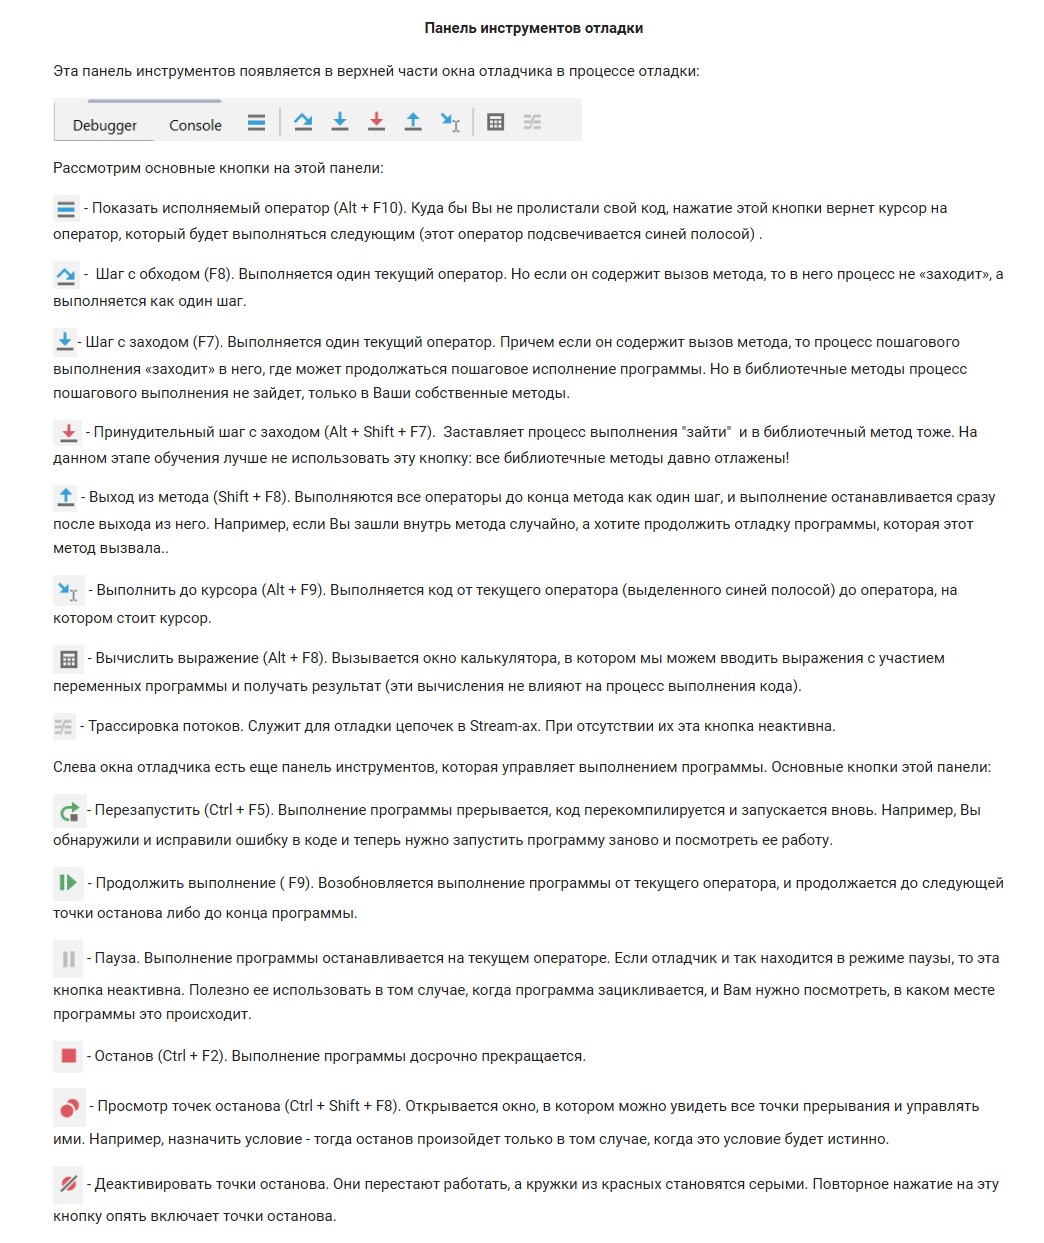 Панель инструментов отладки
Эта панель инструментов появляется в верхней части окна отладчика в процессе отладки:
Debugger Console
Рассмотрим основные кнопки на этой панели:
- Показать исполняемый оператор (Alt + F10). Куда бы Вы не пролистали свой код, нажатие этой кнопки вернет курсор на
оператор, который будет выполняться следующим (этот оператор подсвечивается синей полосой) .
- Шаг с обходом (F8). Выполняется один текущий оператор. Но если он содержит вызов метода, то в него процесс не «заходит», а
выполняется как один шаг.
- Шаг с заходом (F7). Выполняется один текущий оператор. Причем если он содержит вызов метода, то процесс пошагового
выполнения «заходит» в него, где может продолжаться пошаговое исполнение программы. Но в библиотечные методы процесс
пошагового выполнения не зайдет, только в Ваши собственные методы.
- Принудительный шаг с заходом (Alt + Shift + F7). Заставляет процесс выполнения "зайти" и в библиотечный метод тоже. На
данном этапе обучения лучше не использовать эту кнопку: все библиотечные методы давно отлажены!
- Выход из метода (Shift + F8). Выполняются все операторы до конца метода как один шаг, и выполнение останавливается сразу
после выхода из него. Например, если Вы зашли внутрь метода случайно, а хотите продолжить отладку программы, которая этот
метод вызвала..
- Выполнить до курсора (Alt + F9). Выполняется код от текущего оператора (выделенного синей полосой) до оператора, на
котором стоит курсор.
- Вычислить выражение (Alt + F8). Вызывается окно калькулятора, в котором мы можем вводить выражения с участием
переменных программы и получать результат (эти вычисления не влияют на процесс выполнения кода).
- Трассировка потоков. Служит для отладки цепочек в Stream-ах. При отсутствии их эта кнопка неактивна.
Слева окна отладчика есть еще панель инструментов, которая управляет выполнением программы. Основные кнопки этой панели:
- Перезапустить (Ctrl + F5). Выполнение программы прерывается, код перекомпилируется и запускается вновь. Например, Вы
обнаружили и исправили ошибку в коде и теперь нужно запустить программу заново и посмотреть ее работу.
- Продолжить выполнение ( F9). Возобновляется выполнение программы от текущего оператора, и продолжается до следующей
точки останова либо до конца программы.
- Пауза. Выполнение программы останавливается на текущем операторе. Если отладчик и так находится в режиме паузы, то эта
кнопка неактивна. Полезно ее использовать в том случае, когда программа зацикливается, и Вам нужно посмотреть, в каком месте
программы это происходит.
- Останов (Ctrl + F2). Выполнение программы досрочно прекращается.
- Просмотр точек останова (Ctrl + Shift + F8). Открывается окно, в котором можно увидеть все точки прерывания и управлять
ими. Например, назначить условие - тогда останов произойдет только в том случае, когда это условие будет истинно.
- Деактивировать точки останова. Они перестают работать, а кружки из красных становятся серыми. Повторное нажатие на эту
кнопку опять включает точки останова.